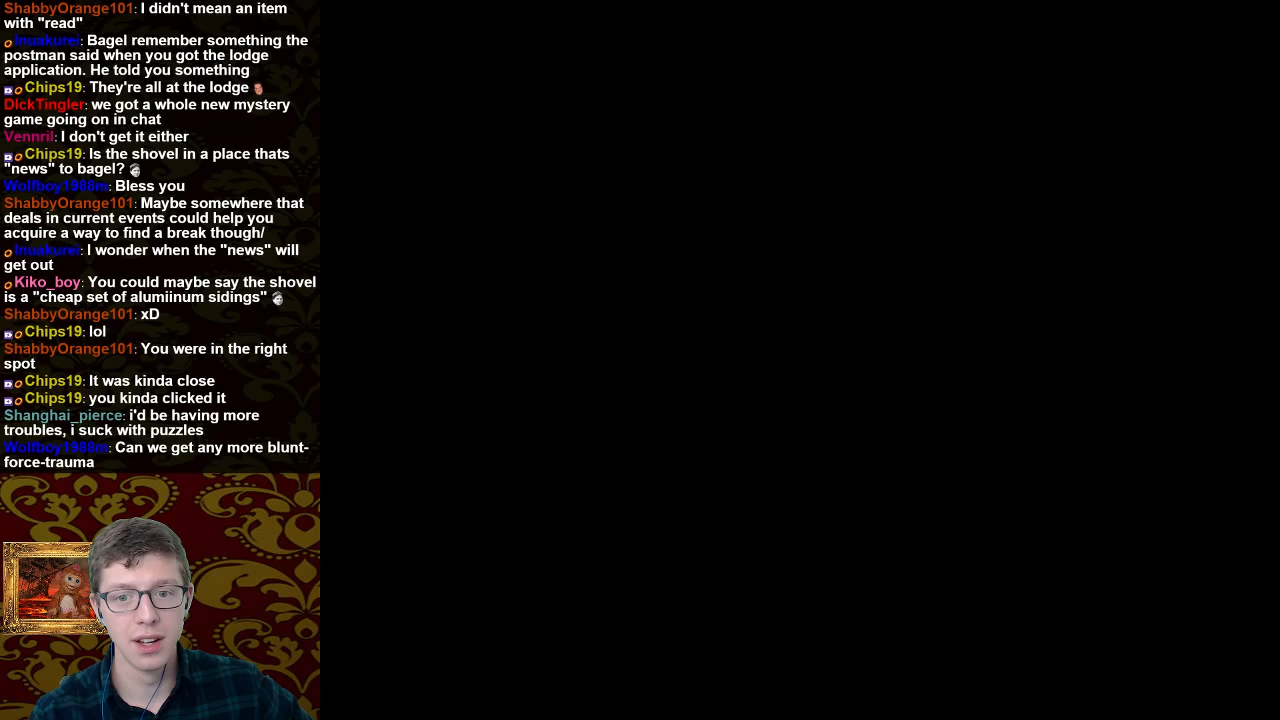 ShabbyOrange101: I didn't mean an item
with "read"
Inuakurei: Bagel remember something the
postman said when you got the lodge
application. He told you something
Chips19: They're all at the lodge
DIckTingler: we got a whole new mystery
game going on in chat
Vennril: I don't get it either
Chips19: Is the shovel in a place thats
"news" to bagel?
Wolfboy1988m: Bless you
ShabbyOrange101: Maybe somewhere that
deals in current events could help you
acquire a way to find a break though/
Inuakurei: I wonder when the "news" will
get out
Kiko_boy: You could maybe say the shovel
is a "cheap set of alumiinum sidings"
ShabbyOrange101: xD
Chips19: lol
ShabbyOrange101: You were in the right
spot
Chips19: It was kinda close
Chips19: you kinda clicked it
Shanghai_pierce: i'd be having more
troubles, i suck with puzzles
Wolfboy1988m: Can we get any more blunt-
force-trauma